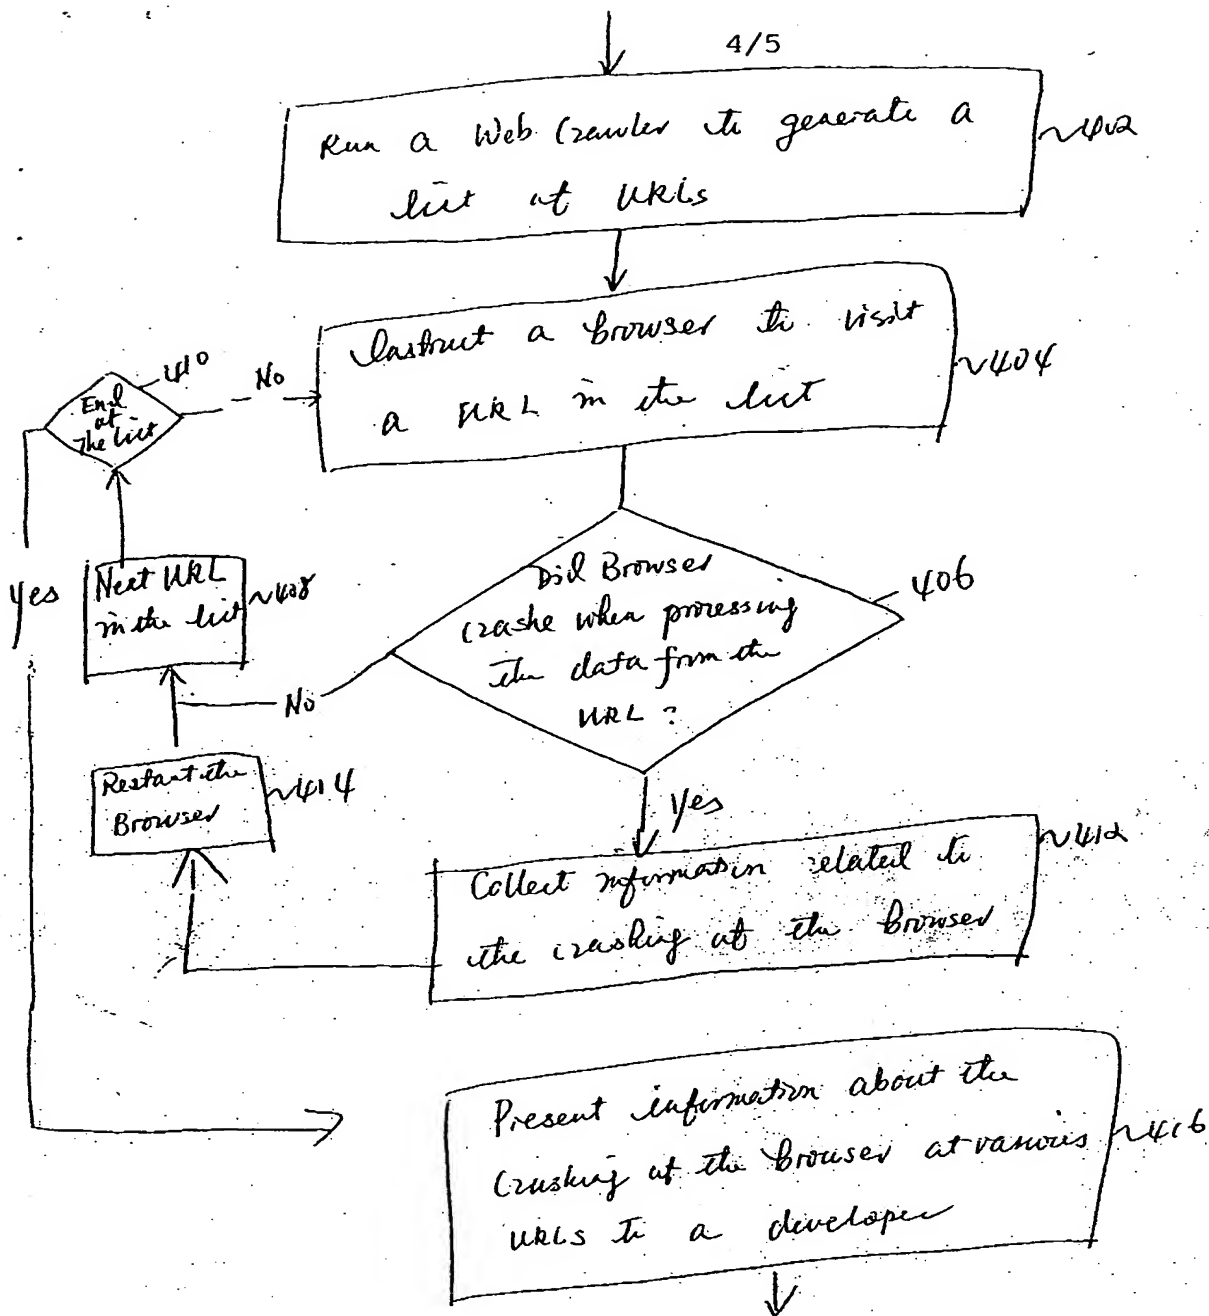 4/5
Run a Web Crawler to generate a
list of URLs
~402
Instruct a browser to visit
a URL in the list
~404
410
No
End
of
The list
Did Browser
crashe when processing
the data from the
URL ?
406
Yes
Next URL
in the list
~408
No
Restart the
Browser
~414
Yes
Collect information related to
the crashing of the browser
~412
Present information about the
crashing of the browser at various
URLs to a developer
~416